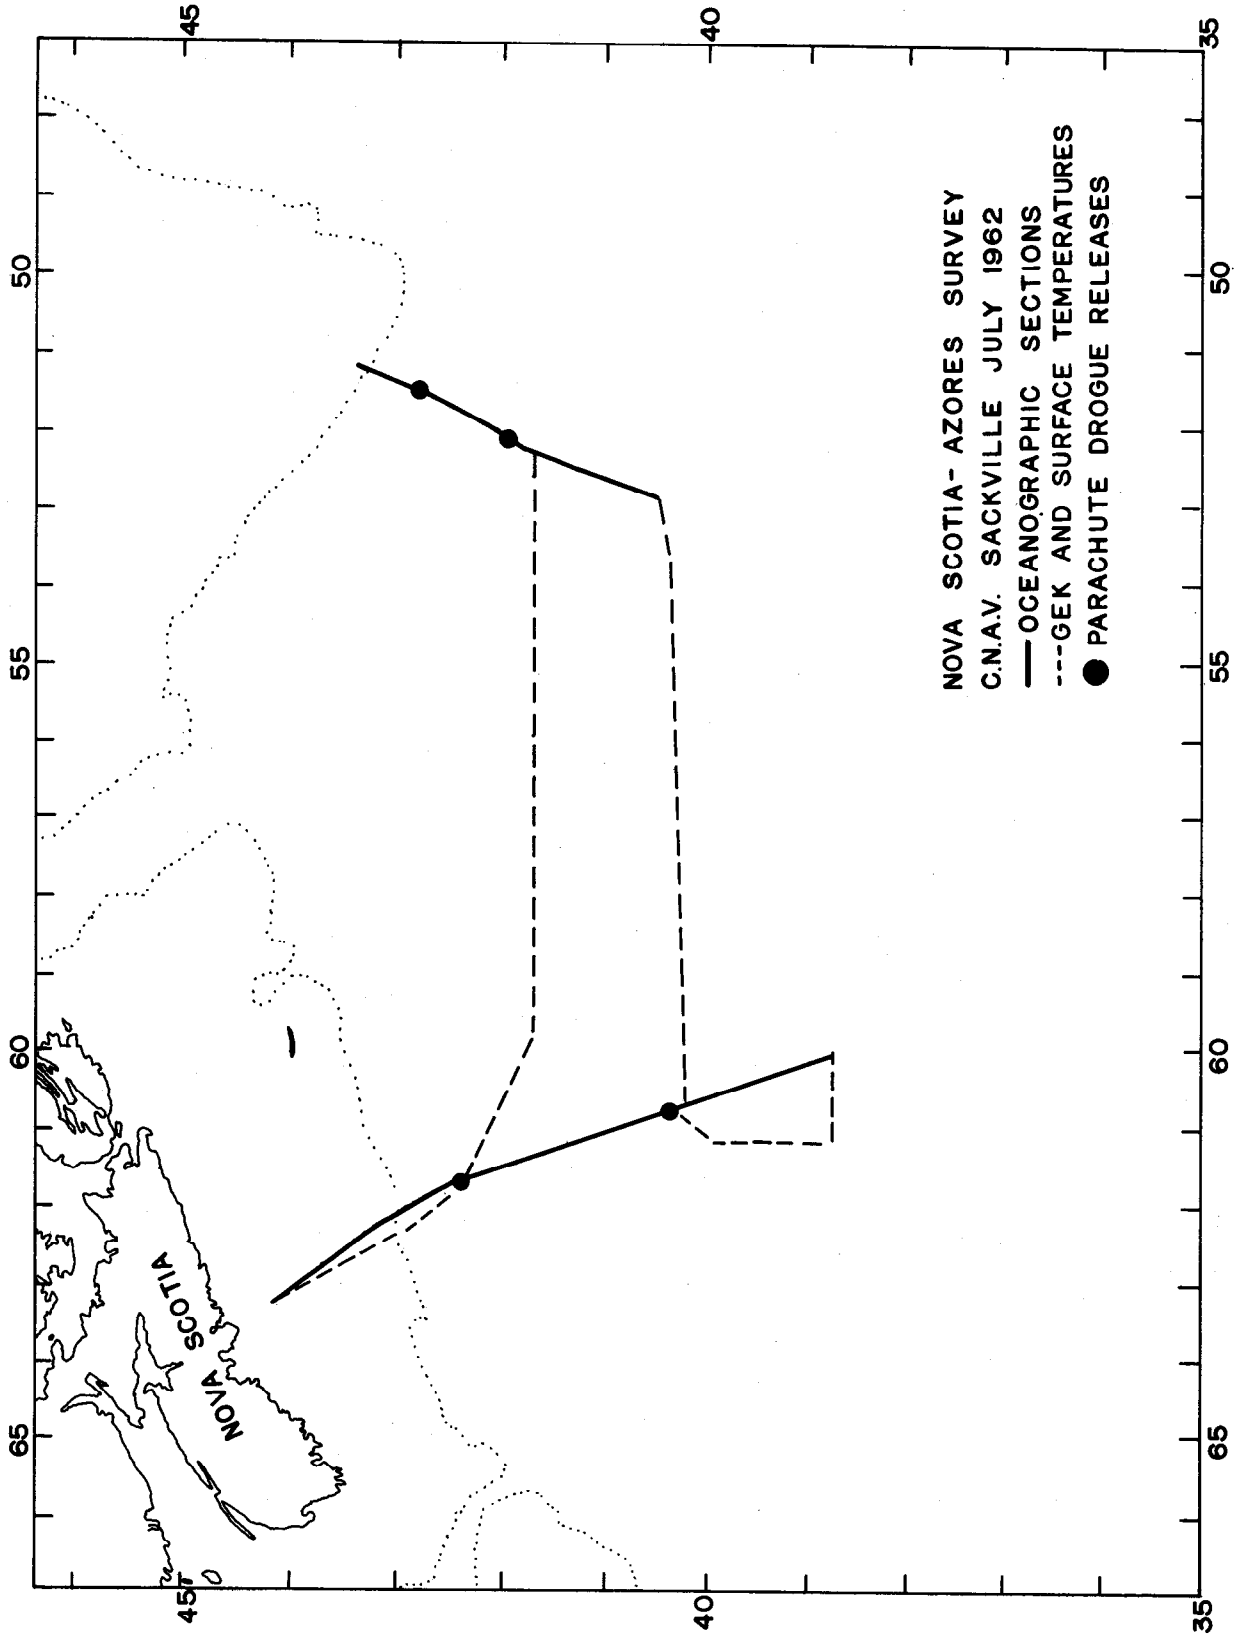 65
60
55
50
45
45
40
40
35
35
NOVA SCOTIA
NOVA SCOTIA-AZORES SURVEY
C.N.A.V. SACKVILLE JULY 1962
OCEANOGRAPHIC SECTIONS
---GEK AND SURFACE TEMPERATURES
PARACHUTE DROGUE RELEASES
65
60
55
50